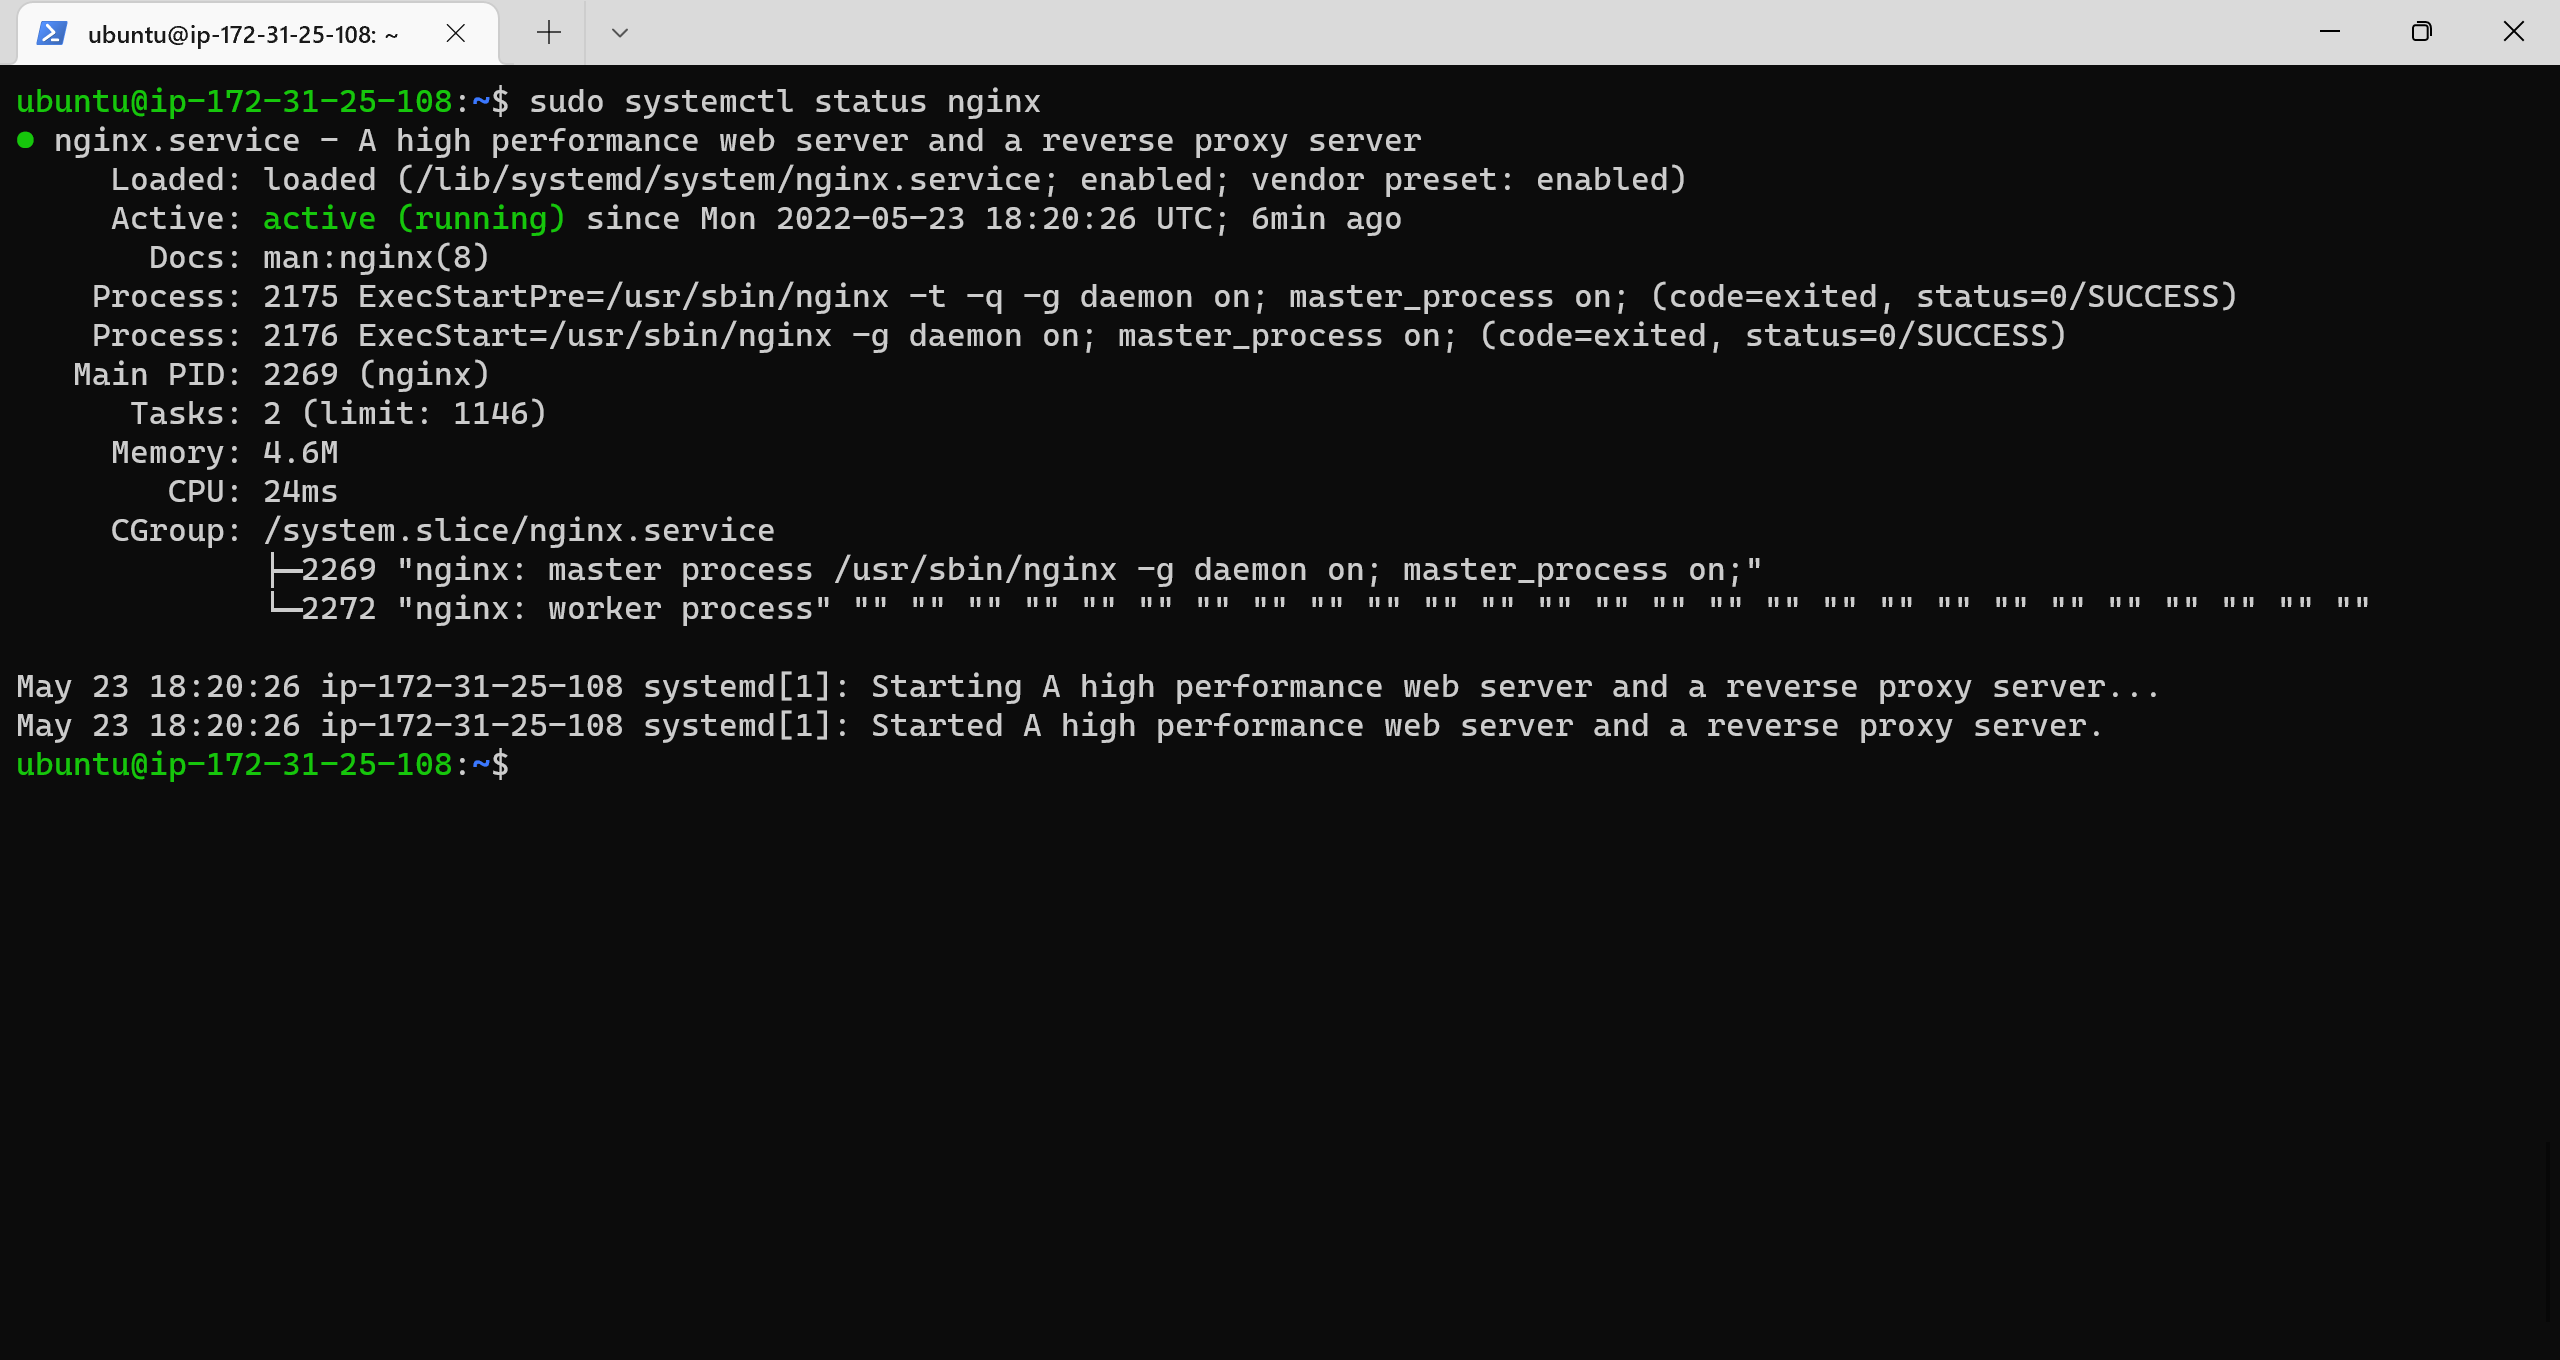 ubuntu@ip-172-31-25-108: ~
ubuntu@ip-172-31-25-108:~$ sudo systemctl status nginx
● nginx.service - A high performance web server and a reverse proxy server
Loaded: loaded (/lib/systemd/system/nginx.service; enabled; vendor preset: enabled)
Active: active (running) since Mon 2022-05-23 18:20:26 UTC; 6min ago
Docs: man:nginx(8)
Process: 2175 ExecStartPre=/usr/sbin/nginx -t -q -g daemon on; master_process on; (code=exited, status=0/SUCCESS)
Process: 2176 ExecStart=/usr/sbin/nginx -g daemon on; master_process on; (code=exited, status=0/SUCCESS)
Main PID: 2269 (nginx)
Tasks: 2 (limit: 1146)
Memory: 4.6M
CPU: 24ms
CGroup: /system.slice/nginx.service
├─2269 "nginx: master process /usr/sbin/nginx -g daemon on; master_process on;"
└─2272 "nginx: worker process" "" "" "" "" "" "" "" "" "" "" "" "" "" "" "" "" "" "" "" "" "" "" "" "" "" "" ""
May 23 18:20:26 ip-172-31-25-108 systemd[1]: Starting A high performance web server and a reverse proxy server...
May 23 18:20:26 ip-172-31-25-108 systemd[1]: Started A high performance web server and a reverse proxy server.
ubuntu@ip-172-31-25-108:~$